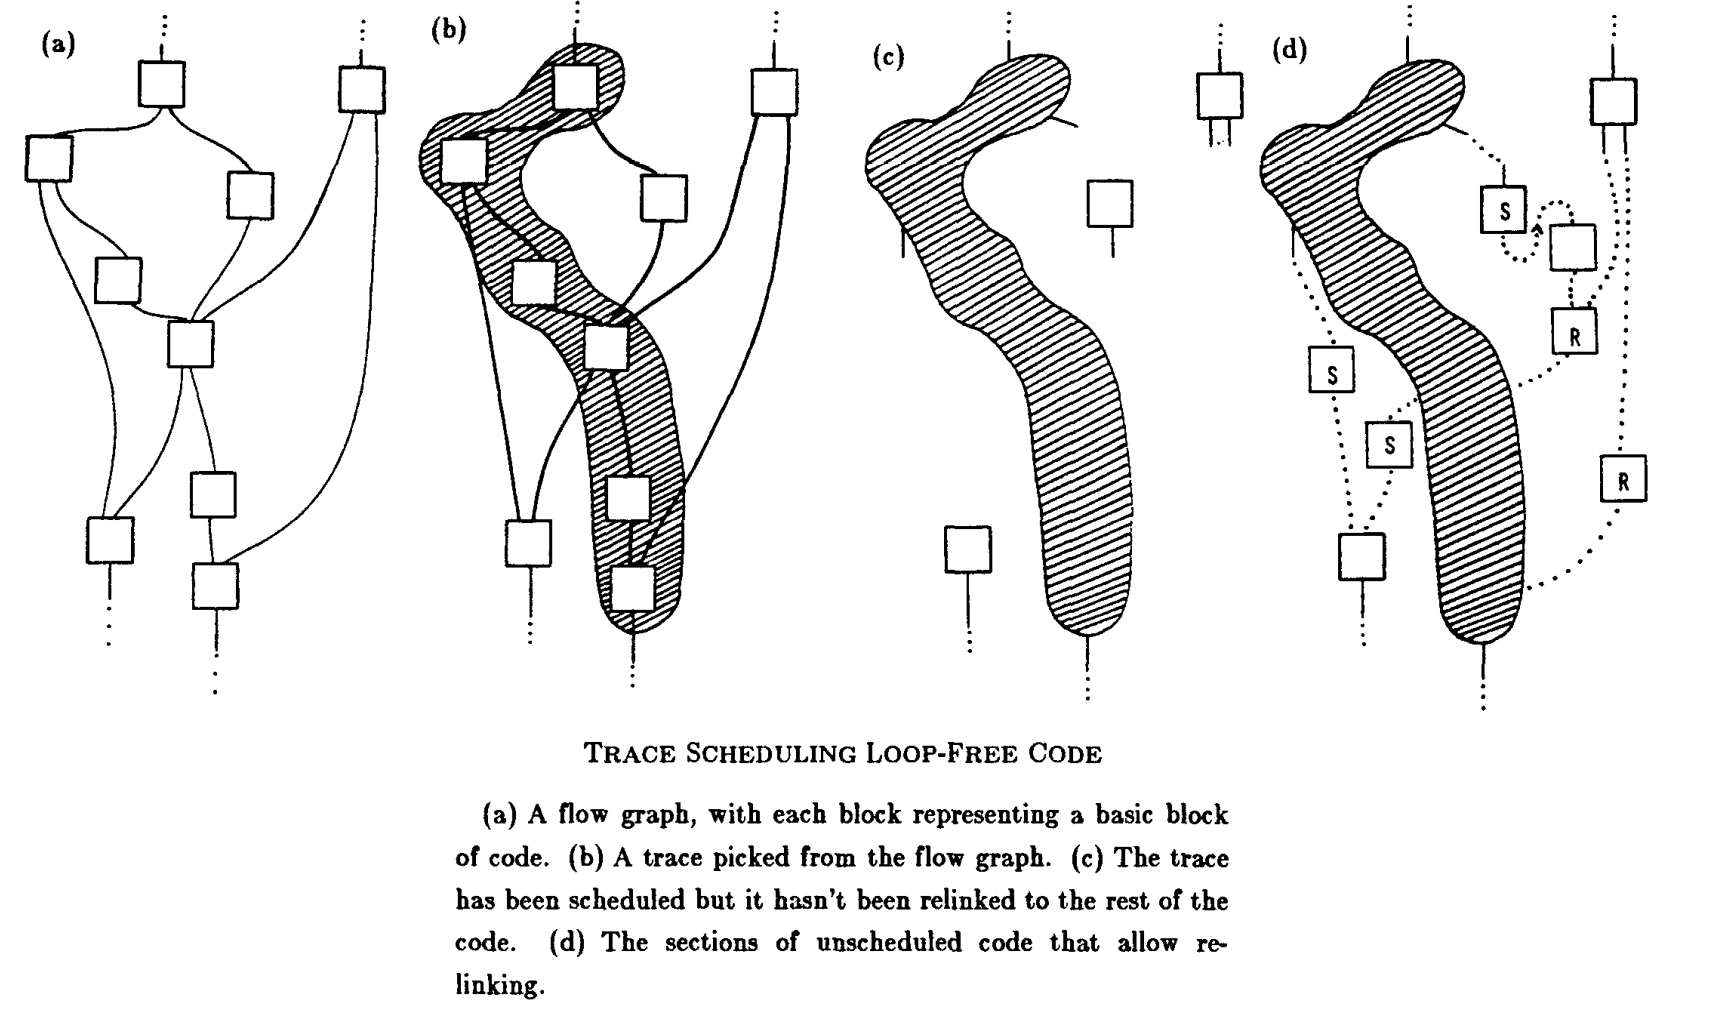 (a)
(b)
(c)
(d)
S
S
S
R
R
TRACE SCHEDULING LOOP-FREE CODE
(a) A flow graph, with each block representing a basic block
of code. (b) A trace picked from the flow graph. (c) The trace
has been scheduled but it hasn't been relinked to the rest of the
code. (d) The sections of unscheduled code that allow re-
linking.